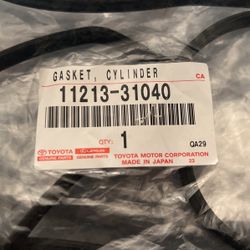 GASKET, CYLINDER CA
11213-31040
TOYOTA LEXUS QTY: 1 QA29
GENUINE PARTS GENUINE PARTS TOYOTA MOTOR CORPORATION
MADE IN JAPAN 22